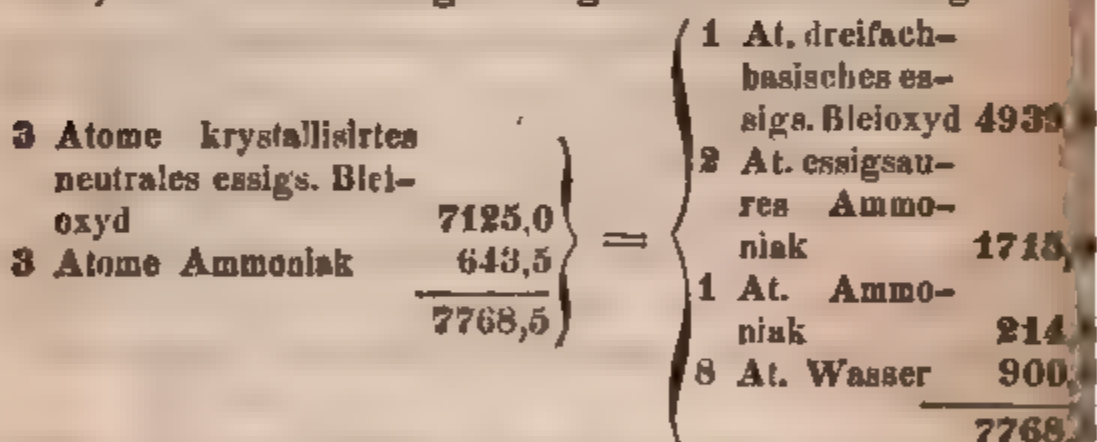 3 Atome krystallisirtes
neutrales essigs. Blei-
oxyd 7125,0
3 Atome Ammoniak 643,5
7768,5
=
1 At. dreifach-
basisches es-
sigs. Bleioxyd 4939
2 At. essigsau-
res Ammo-
niak 1715,
1 At. Ammo-
niak 214
8 At. Wasser 900
7768